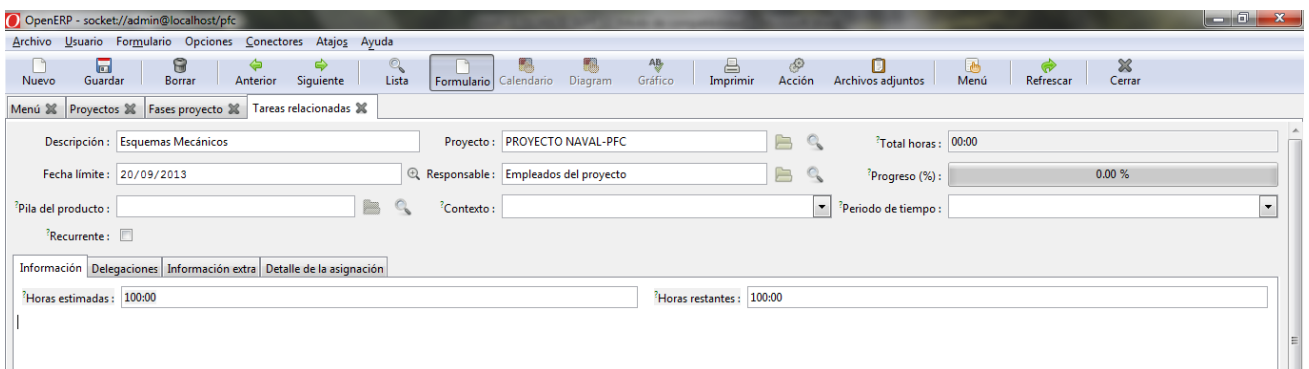 OpenERP - socket://admin@localhost/pfc
Archivo Usuario Formulario Opciones Conectores Atajos Ayuda
Nuevo Guardar Borrar Anterior Siguiente Lista Formulario Calendario Diagram Gráfico Imprimir Acción Archivos adjuntos Menú Refrescar Cerrar
Menú Proyectos Fases proyecto Tareas relacionadas
Descripción : Esquemas Mecánicos Proyecto : PROYECTO NAVAL-PFC ?Total horas : 00:00
Fecha límite : 20/09/2013 Responsable : Empleados del proyecto ?Progreso (%) : 0.00 %
?Pila del producto : ?Contexto : ?Periodo de tiempo :
?Recurrente :
Información Delegaciones Información extra Detalle de la asignación
?Horas estimadas : 100:00 ?Horas restantes : 100:00